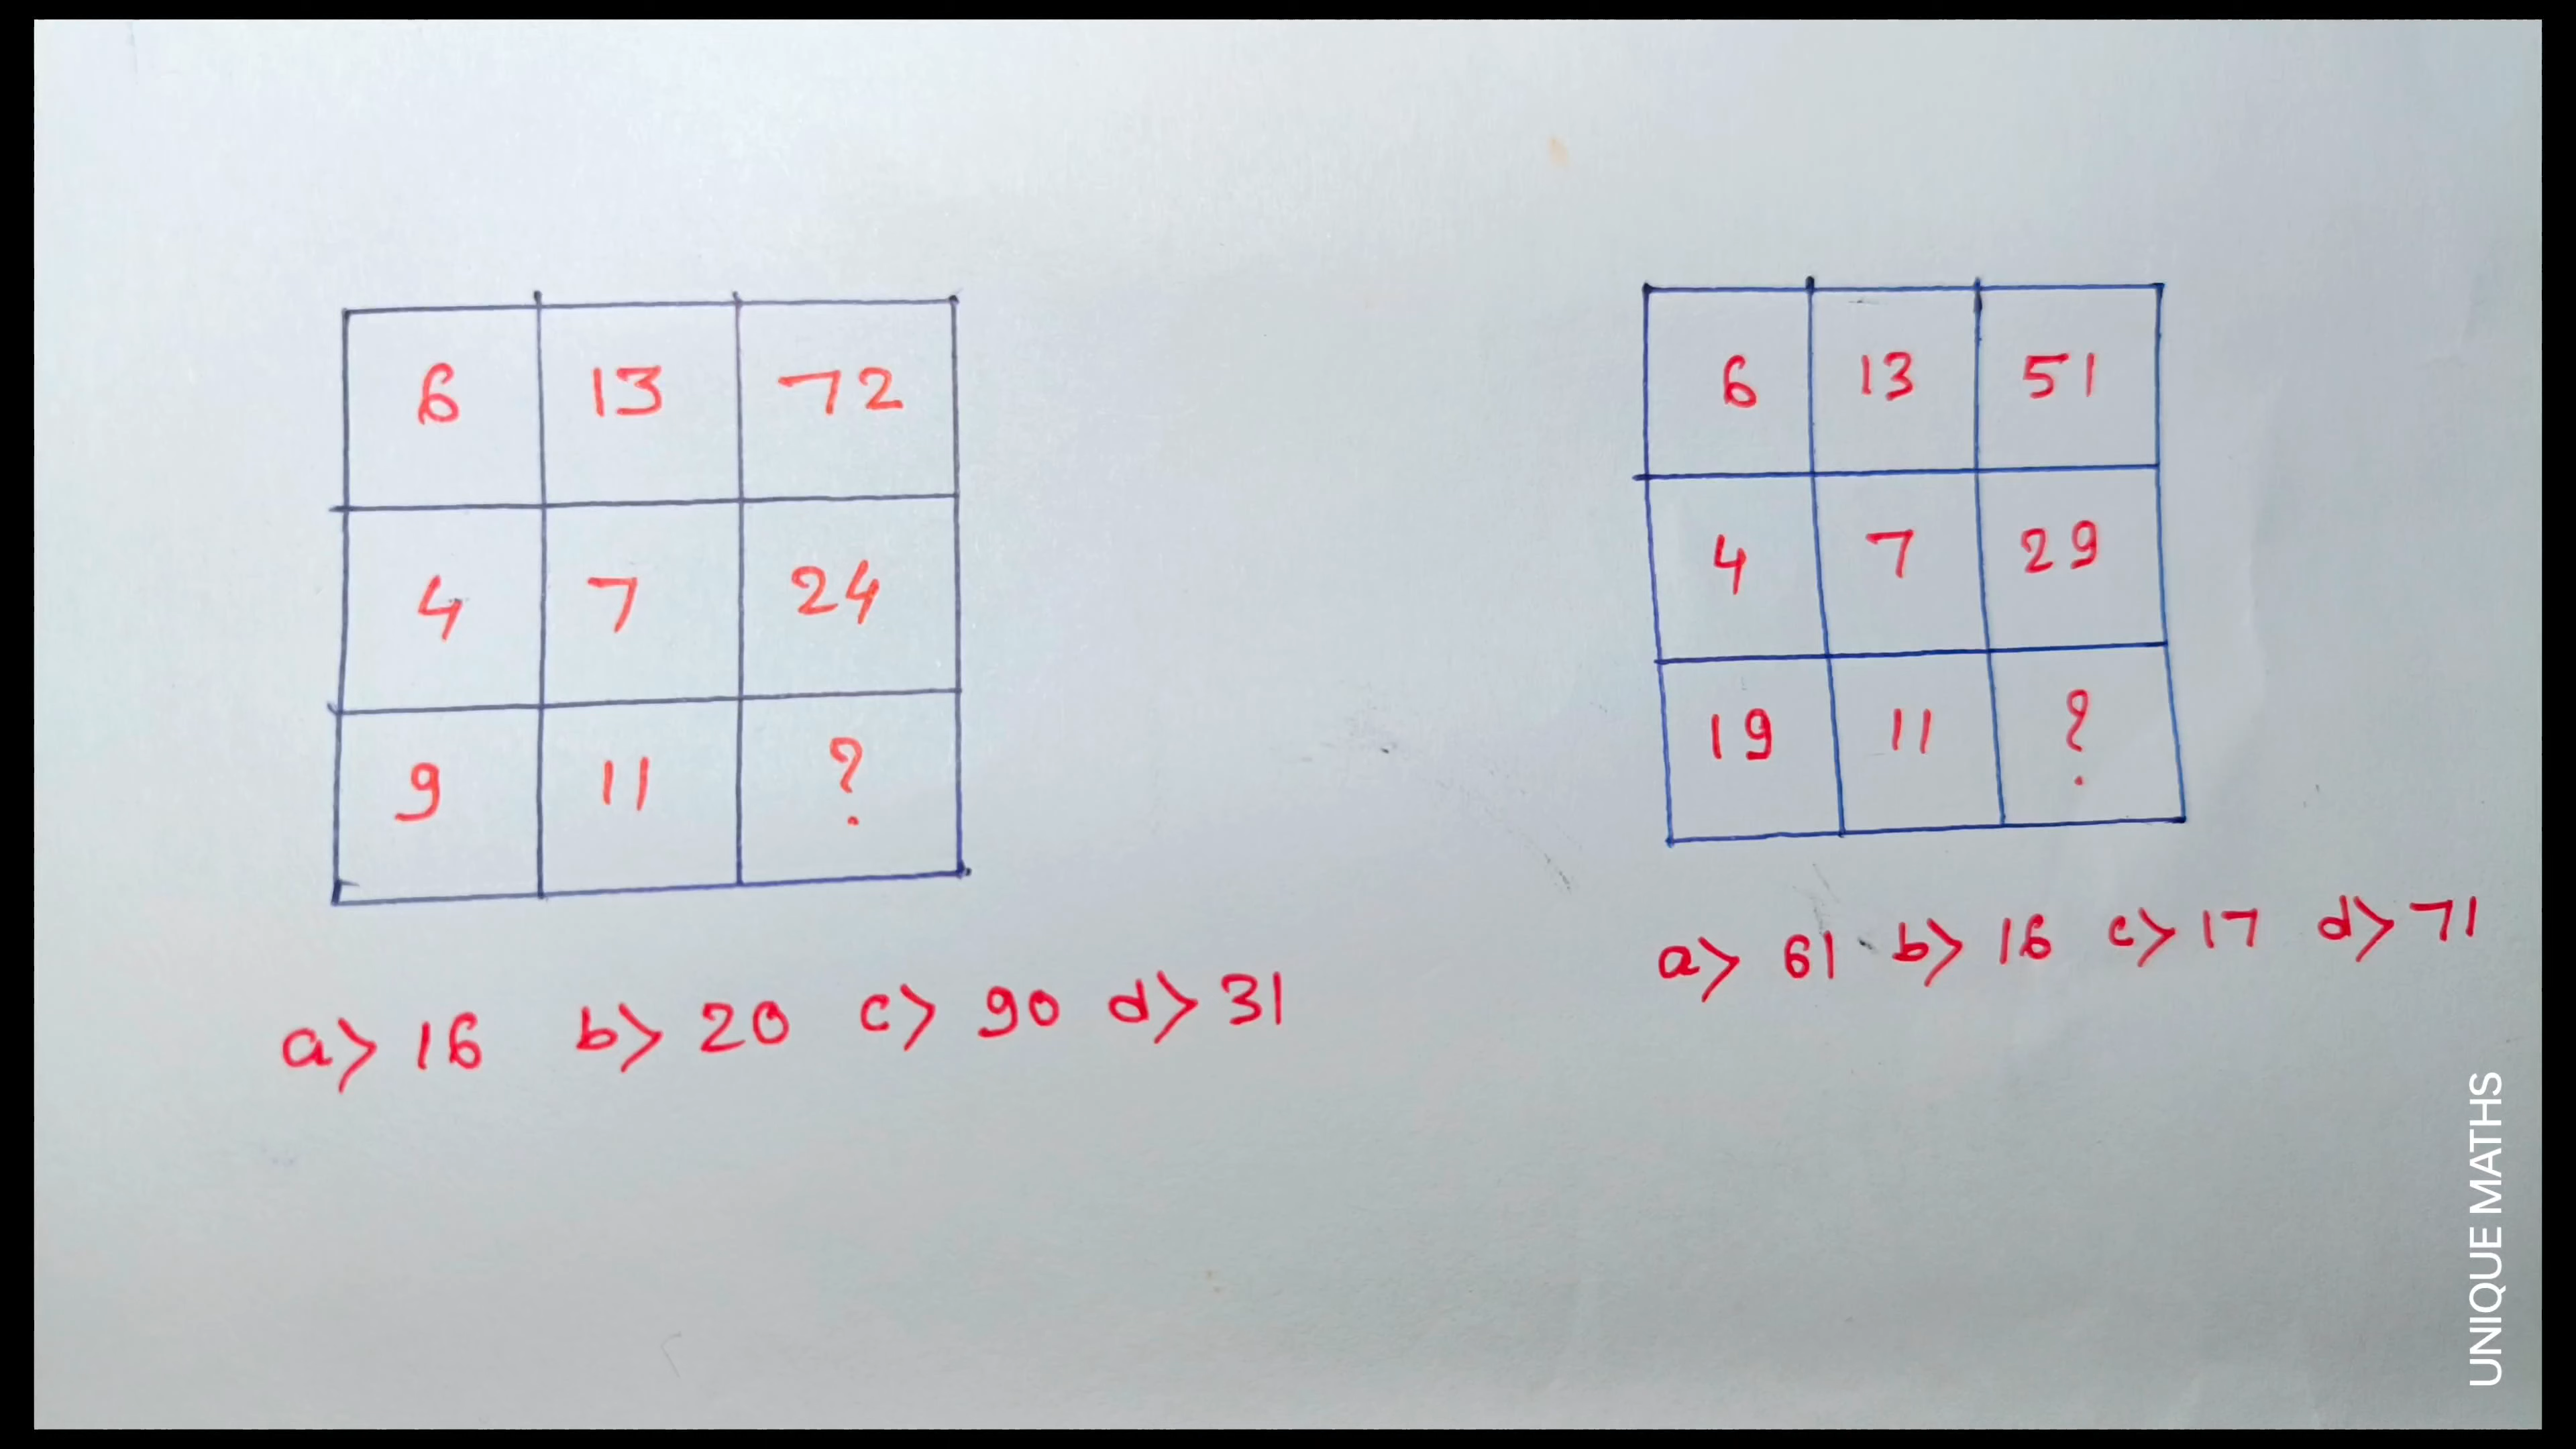 6 13 72
4 7 24
9 11 ?
a> 16 b> 20 c> 90 d> 31
6 13 51
4 7 29
19 11 ?
a> 61 b> 16 c> 17 d> 71
UNIQUE MATHS